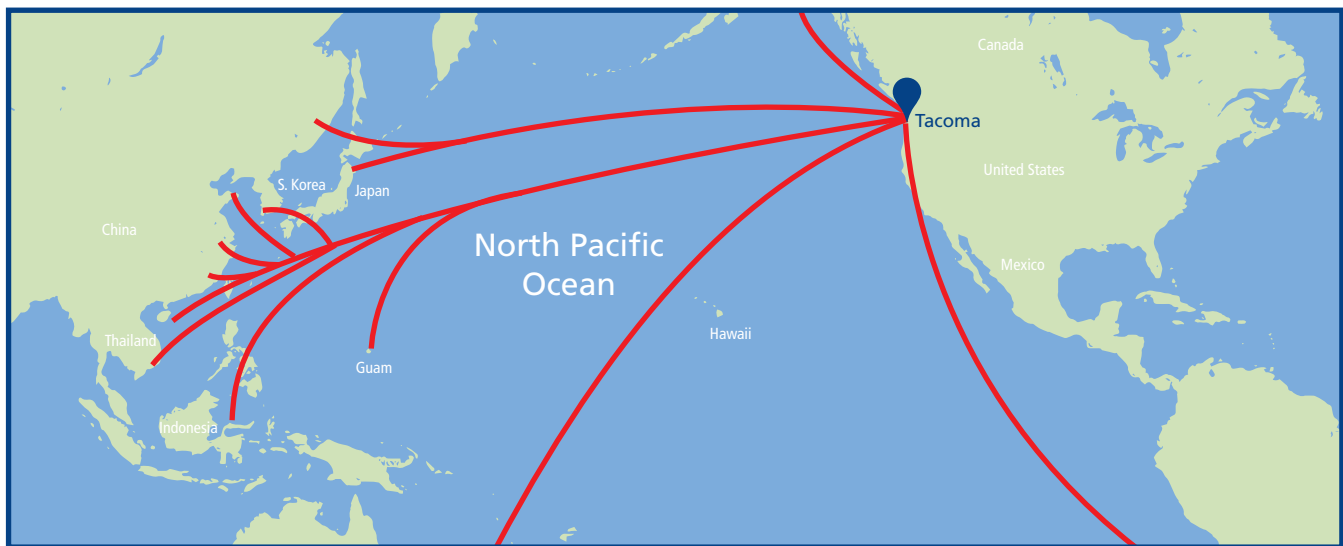 Canada
Tacoma
United States
S. Korea
Japan
China
North Pacific
Ocean
Mexico
Hawaii
Thailand
Guam
Indonesia